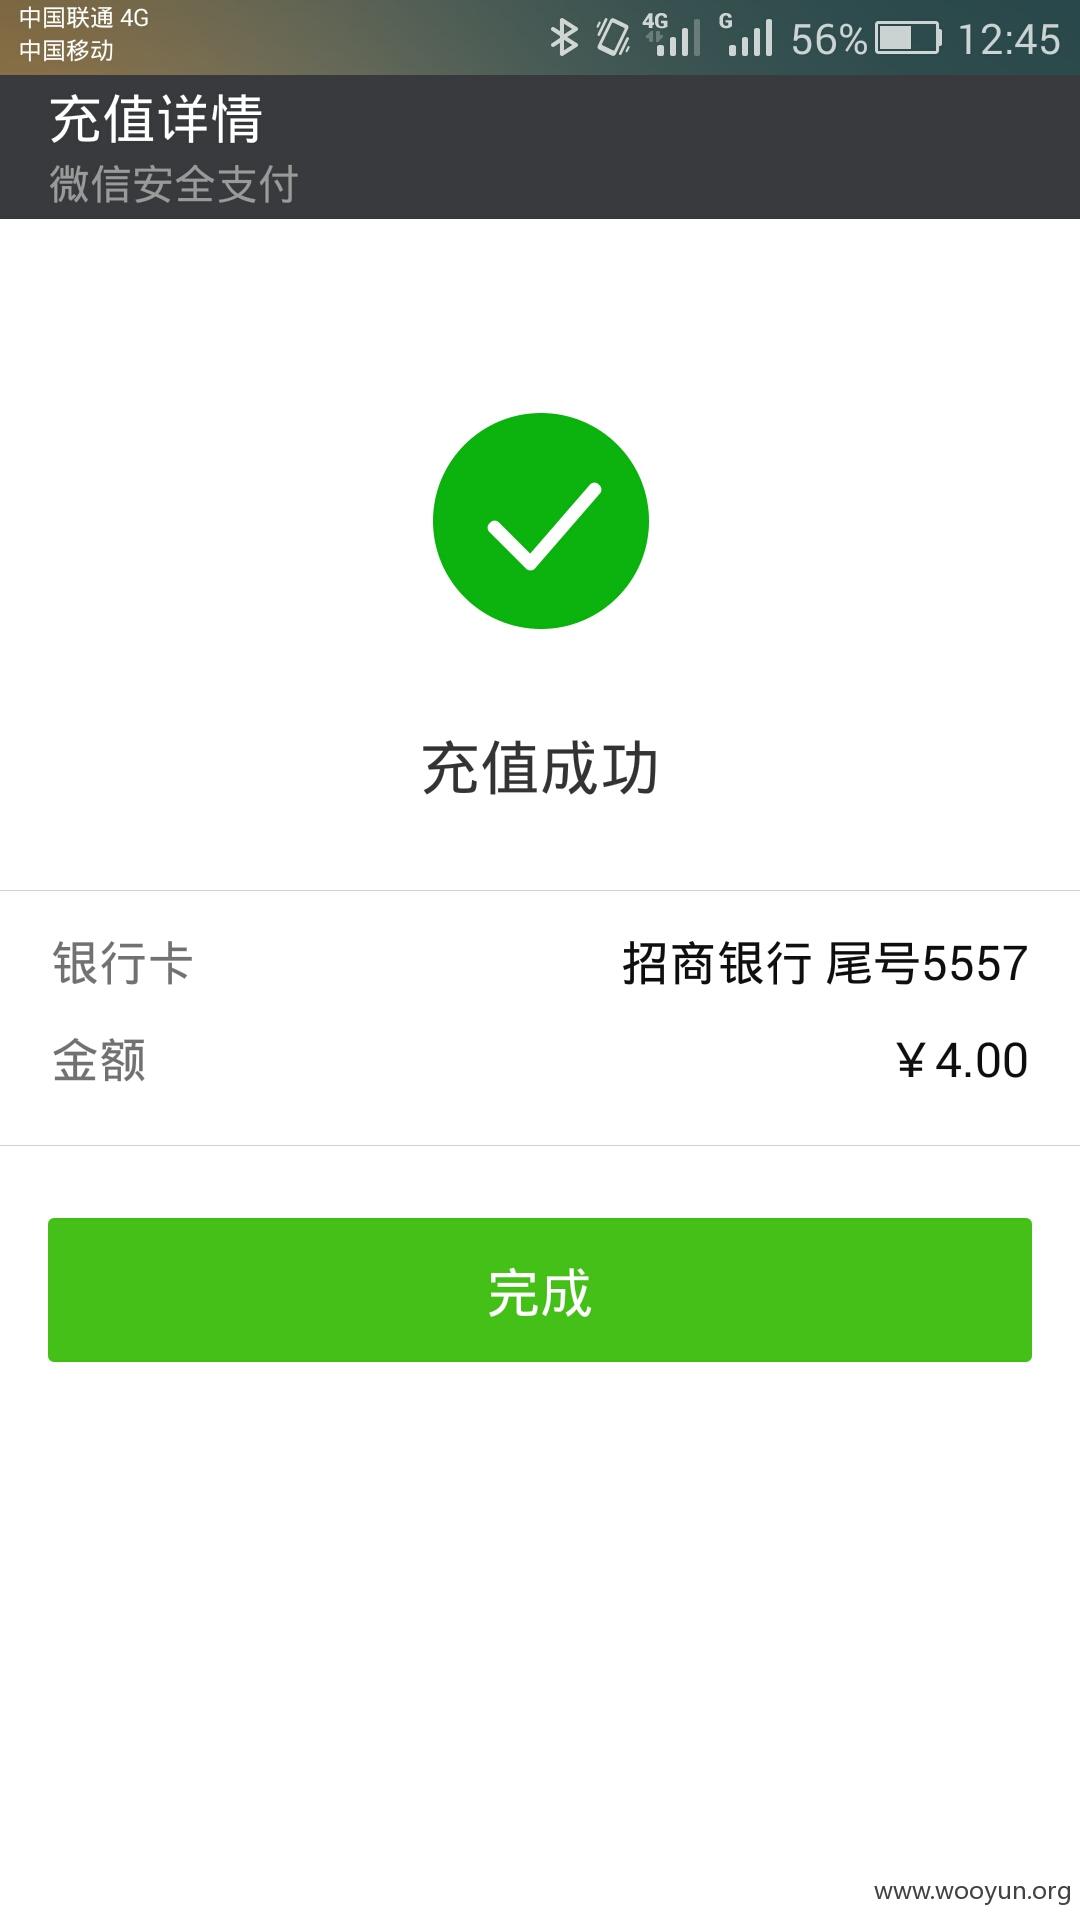 中国联通 4G
中国移动
4G G 56% 12:45
充值详情
微信安全支付
充值成功
银行卡 招商银行 尾号5557
金额 ￥4.00
完成
www.wooyun.org